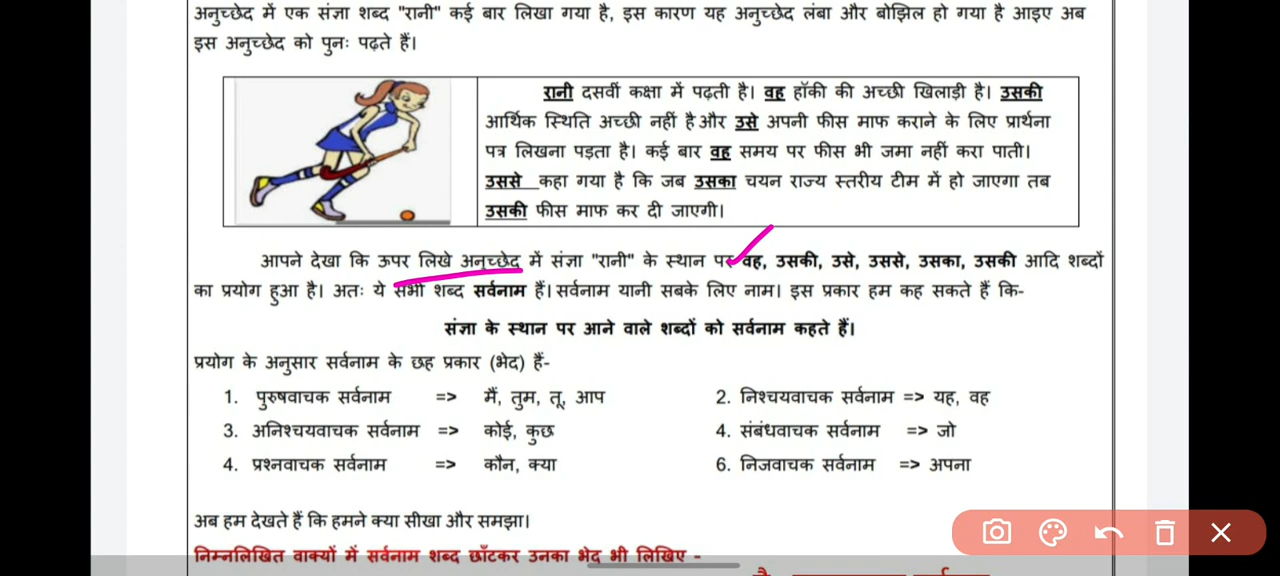 अनुच्छेद में एक संज्ञा शब्द "रानी" कई बार लिखा गया है, इस कारण यह अनुच्छेद लंबा और बोझिल हो गया है आइए अब
इस अनुच्छेद को पुनः पढ़ते हैं।
रानी दसवीं कक्षा में पढ़ती है। वह हॉकी की अच्छी खिलाड़ी है। उसकी
आर्थिक स्थिति अच्छी नहीं है और उसे अपनी फीस माफ कराने के लिए प्रार्थना
पत्र लिखना पड़ता है। कई बार वह समय पर फीस भी जमा नहीं करा पाती।
उससे कहा गया है कि जब उसका चयन राज्य स्तरीय टीम में हो जाएगा तब
उसकी फीस माफ कर दी जाएगी।
आपने देखा कि ऊपर लिखे अनुच्छेद में संज्ञा "रानी" के स्थान पर वह, उसकी, उसे, उससे, उसका, उसकी आदि शब्दों
का प्रयोग हुआ है। अतः ये सभी शब्द सर्वनाम हैं। सर्वनाम यानी सबके लिए नाम। इस प्रकार हम कह सकते हैं कि-
संज्ञा के स्थान पर आने वाले शब्दों को सर्वनाम कहते हैं।
प्रयोग के अनुसार सर्वनाम के छह प्रकार (भेद) हैं-
1. पुरुषवाचक सर्वनाम => मैं, तुम, तू, आप 2. निश्चयवाचक सर्वनाम => यह, वह
3. अनिश्चयवाचक सर्वनाम => कोई, कुछ 4. संबंधवाचक सर्वनाम => जो
4. प्रश्नवाचक सर्वनाम => कौन, क्या 6. निजवाचक सर्वनाम => अपना
अब हम देखते हैं कि हमने क्या सीखा और समझा।
निम्नलिखित वाक्यों में सर्वनाम शब्द छाँटकर उनका भेद भी लिखिए -